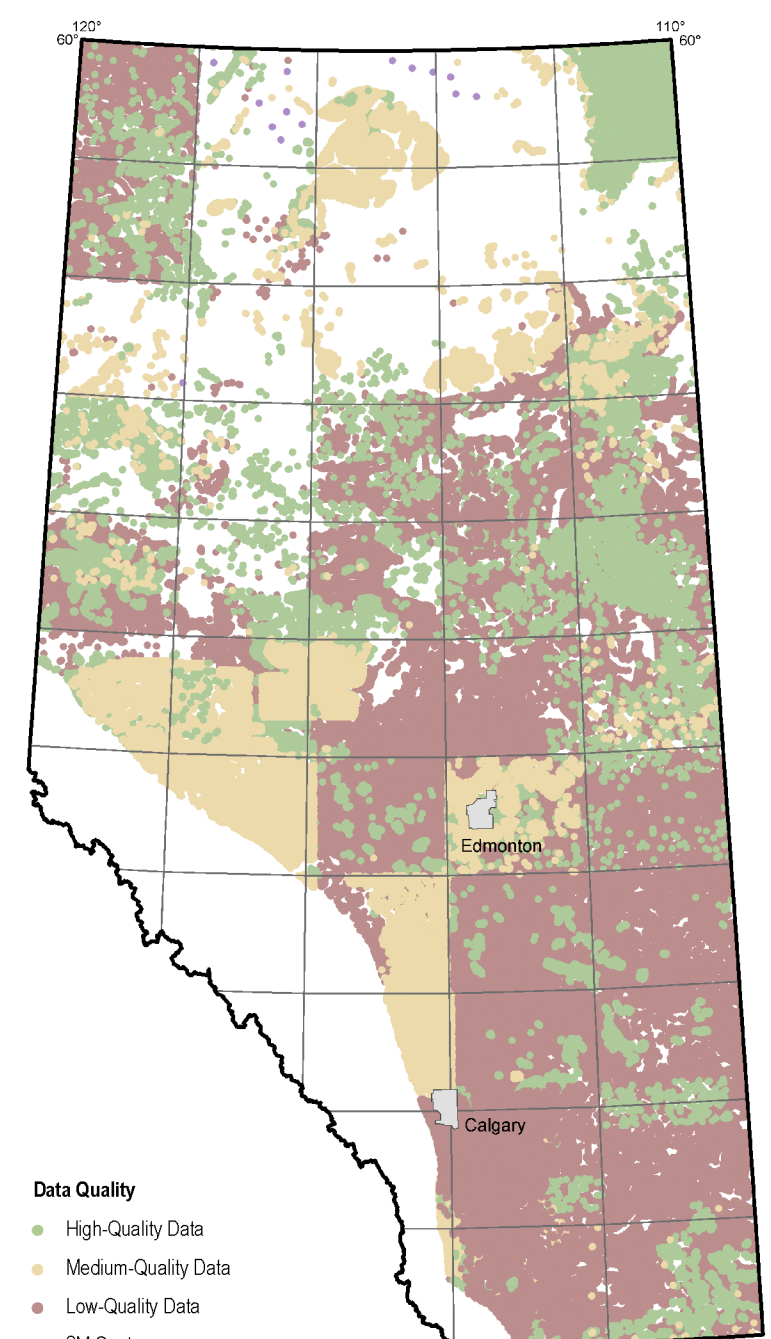 120°
110°
60°
60°
Edmonton
Calgary
Data Quality
High-Quality Data
Medium-Quality Data
Low-Quality Data